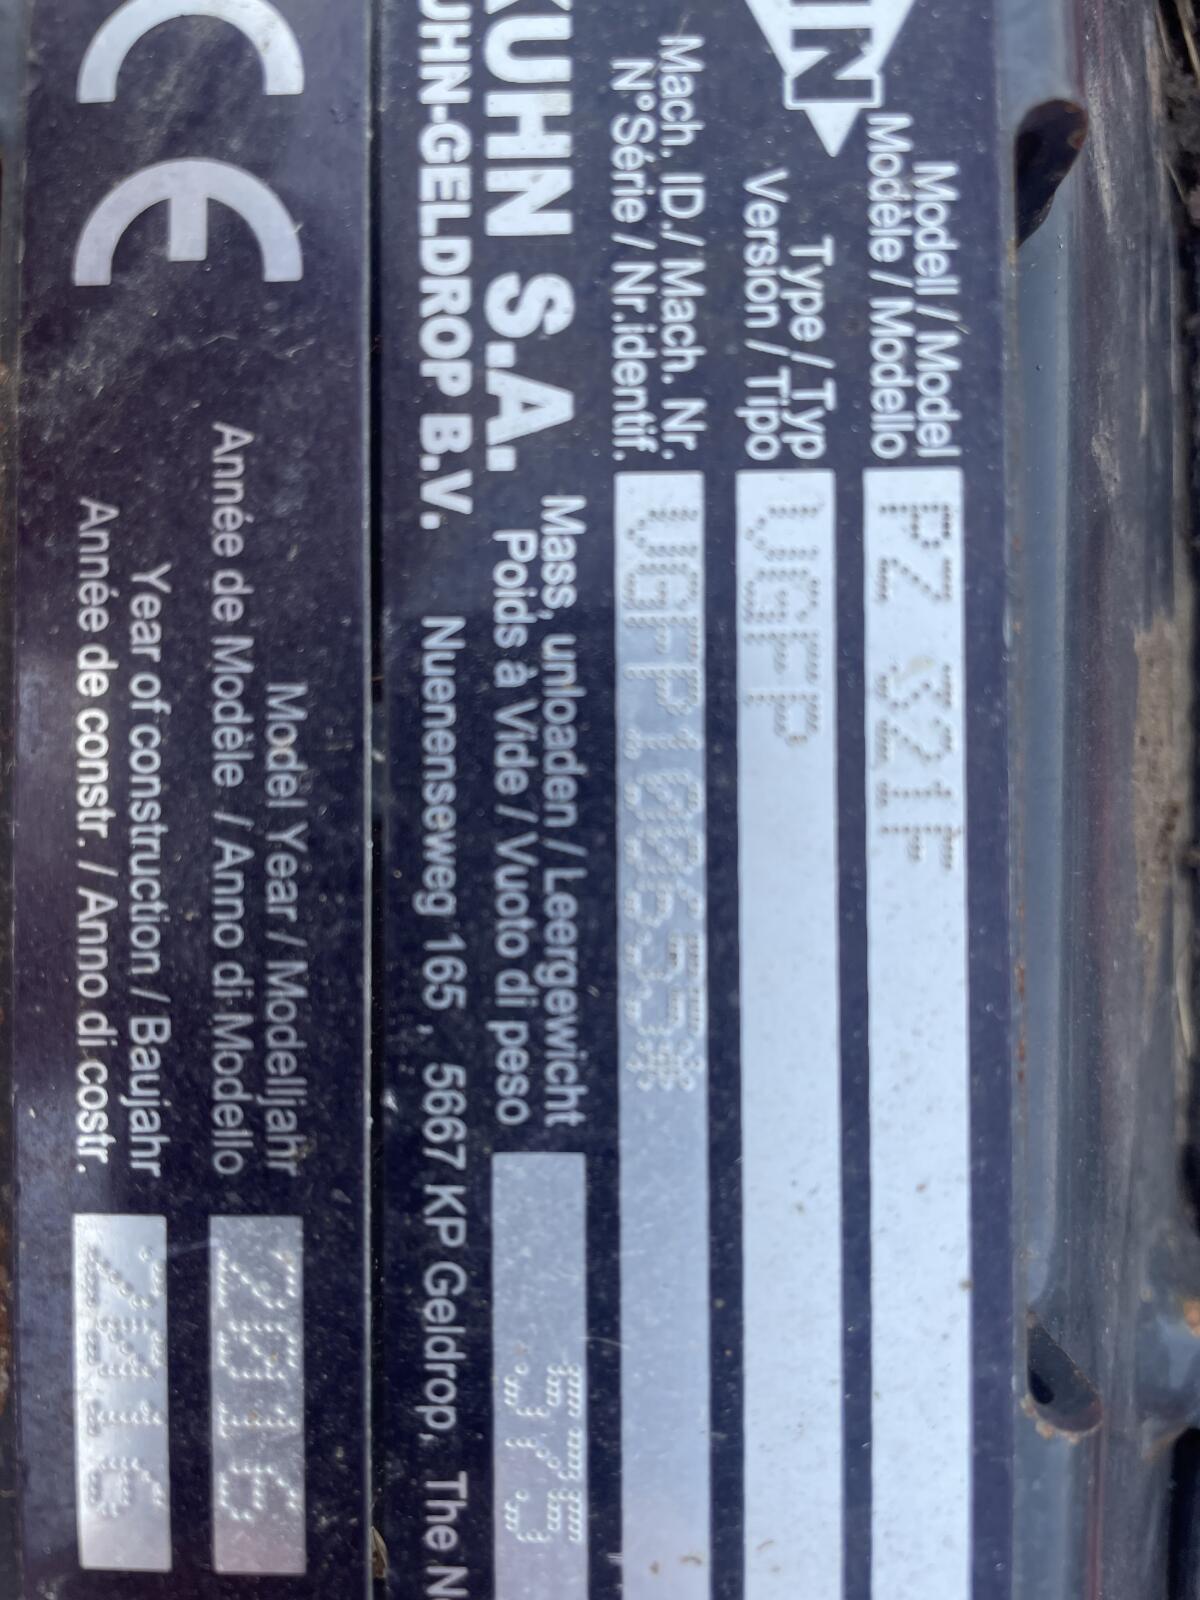 Modell / Model
Modèle / Modello
PZ 321F
Type / Typ
Version / Tipo
VGFP
Mach. ID./ Mach. Nr.
N°Série / Nr.identif.
VGFP10655*
KUHN S.A.
Mass, unloaden / Leergewicht
Poids à Vide / Vuoto di peso
UHN-GELDROP B.V. Nuenenseweg 165 , 5667 KP Geldrop, The N
Model Year / Modelljahr
Année de Modèle / Anno di Modello
2016
Year of construction / Baujahr
Année de constr. / Anno di costr.
2016
CE